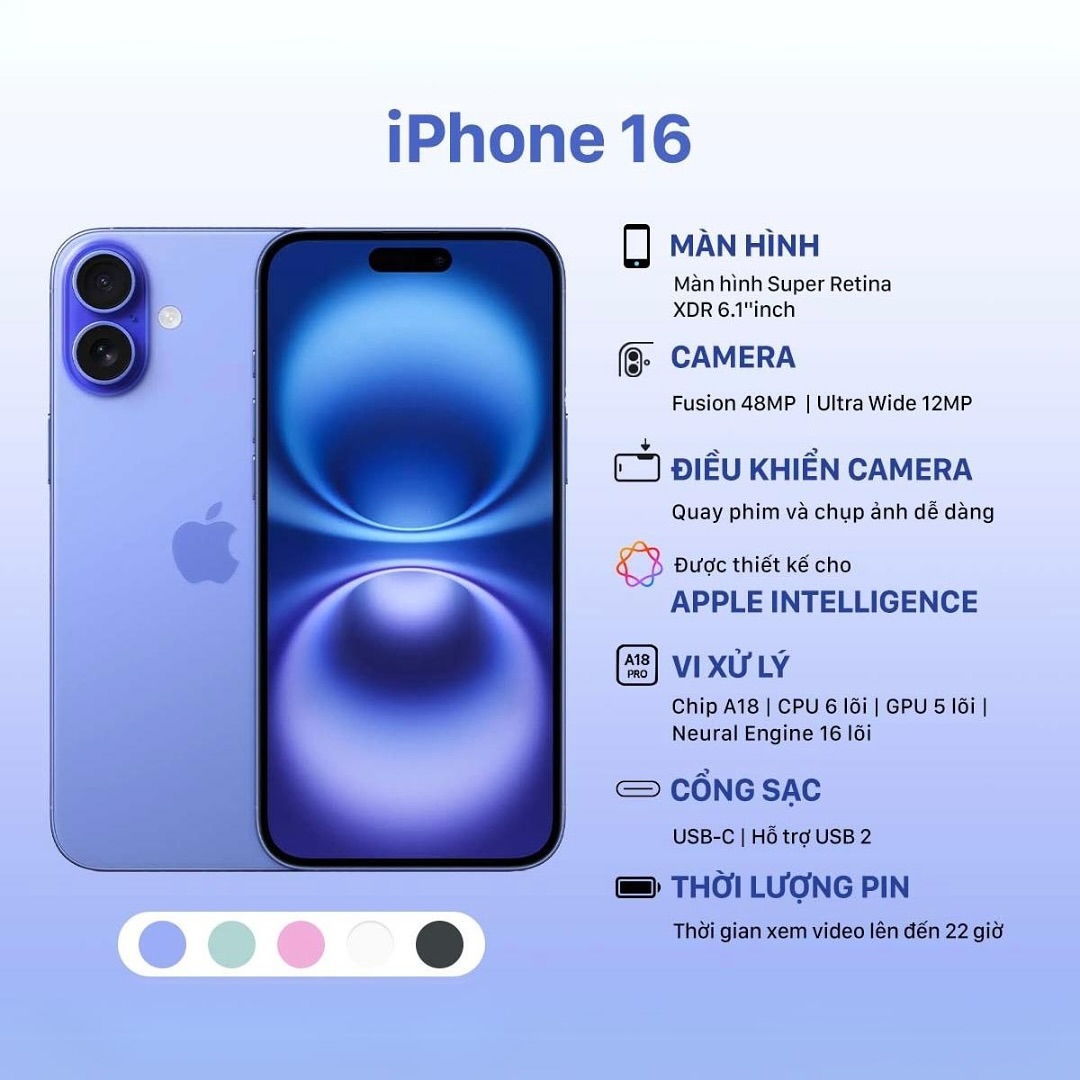 iPhone 16
MÀN HÌNH
Màn hình Super Retina
XDR 6.1"inch
CAMERA
Fusion 48MP | Ultra Wide 12MP
ĐIỀU KHIỂN CAMERA
Quay phim và chụp ảnh dễ dàng
Được thiết kế cho
APPLE INTELLIGENCE
A18
PRO
VI XỬ LÝ
Chip A18 | CPU 6 lõi | GPU 5 lõi |
Neural Engine 16 lõi
CỔNG SẠC
USB-C | Hỗ trợ USB 2
THỜI LƯỢNG PIN
Thời gian xem video lên đến 22 giờ